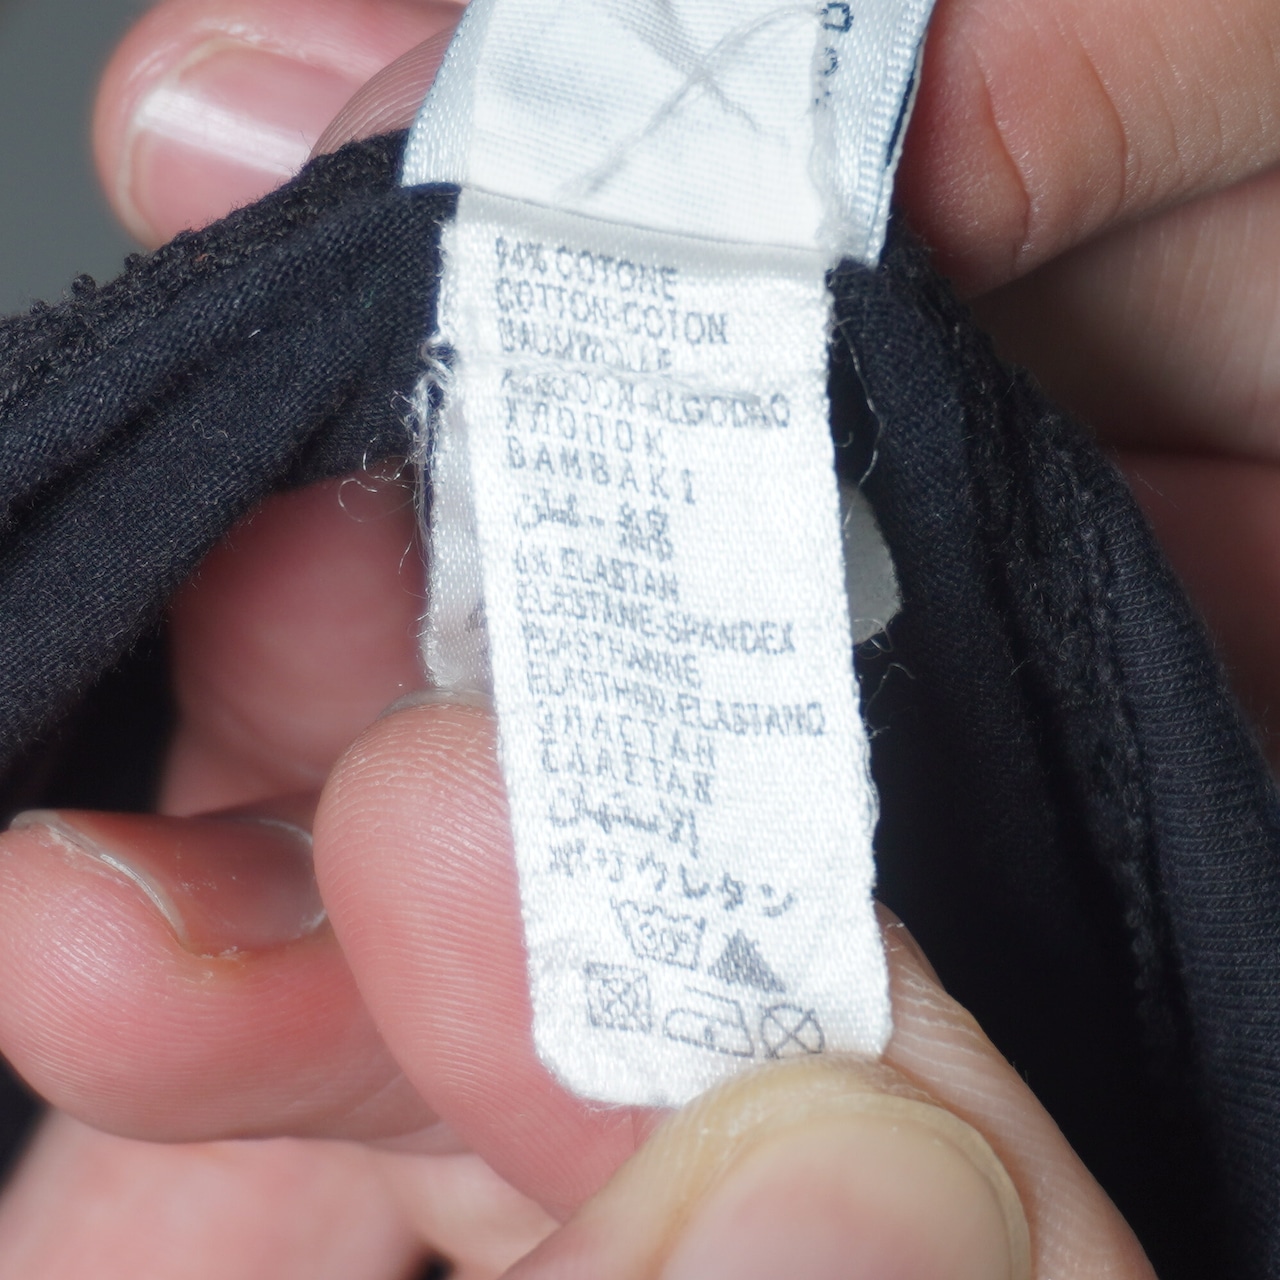 94% COTONE
COTTON-COTON
BAUMWOLLE
ALGODON-ALGODAO
ХЛОПОК
BAMBAKI
6% ELASTAN
ELASTANE-SPANDEX
ELASTHANNE
ELASTHAN-ELASTANO
ЭЛАСТАН
ΕΛΑΣΤΑΝ
ポリウレタン
30